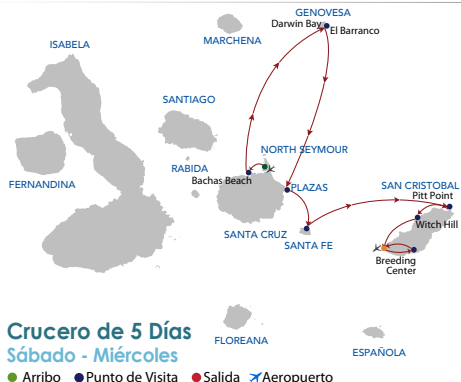 GENOVESA
Darwin Bay
El Barranco
MARCHENA
ISABELA
SANTIAGO
NORTH SEYMOUR
RABIDA
Bachas Beach
FERNANDINA
PLAZAS
SAN CRISTOBAL
Pitt Point
Witch Hill
SANTA CRUZ
SANTA FE
Breeding
Center
FLOREANA
ESPAÑOLA
Crucero de 5 Días
Sábado - Miércoles
Arribo Punto de Visita Salida Aeropuerto